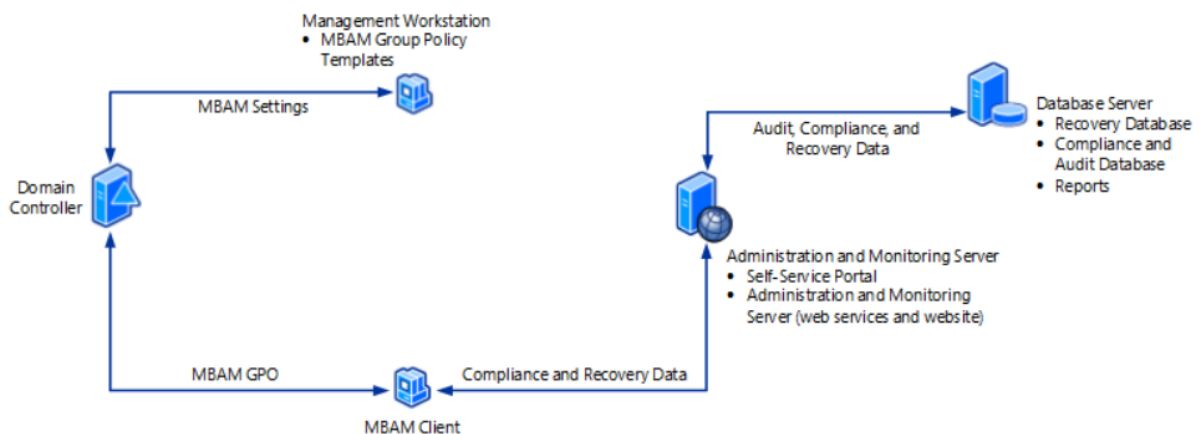 Management Workstation
• MBAM Group Policy
Templates
MBAM Settings
Domain
Controller
Audit, Compliance, and
Recovery Data
Database Server
• Recovery Database
• Compliance and
Audit Database
• Reports
Administration and Monitoring Server
• Self-Service Portal
• Administration and Monitoring
Server (web services and website)
MBAM GPO
Compliance and Recovery Data
MBAM Client